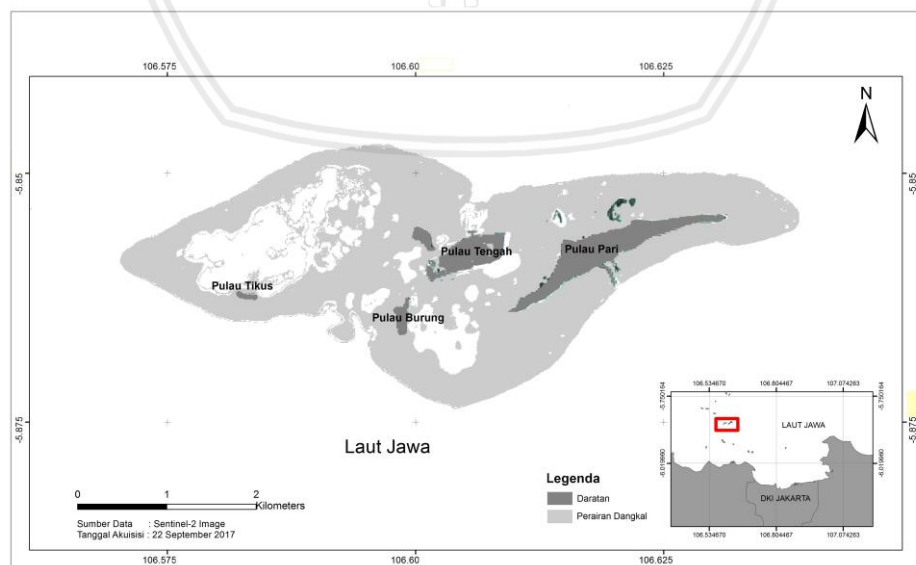 106.575 106.60 106.625
N
-5.85 -5.85
Pulau Tengah
Pulau Pari
Pulau Tikus
Pulau Burung
-5.875 -5.875
Laut Jawa
106.534670 106.804467 107.074263
-5.750164 -5.750164
LAUT JAWA
-6.019960 -6.019960
DKI JAKARTA
106.534670 106.804467 107.074263
Legenda
Daratan
Perairan Dangkal
0 1 2
Kilometers
Sumber Data : Sentinel-2 Image
Tanggal Akuisisi : 22 September 2017
106.575 106.60 106.625